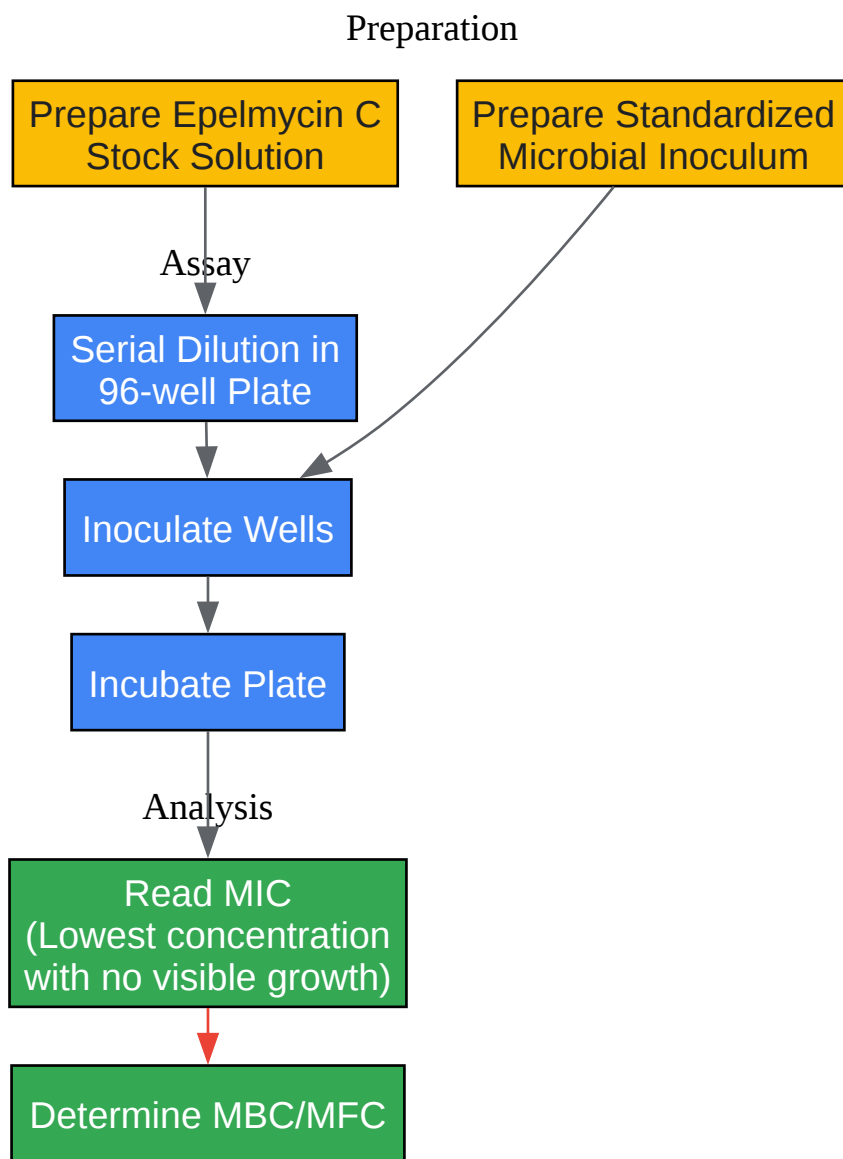 Preparation
Prepare Epelmycin C
Stock Solution
Prepare Standardized
Microbial Inoculum
Assay
Serial Dilution in
96-well Plate
Inoculate Wells
Incubate Plate
Analysis
Read MIC
(Lowest concentration
with no visible growth)
Determine MBC/MFC